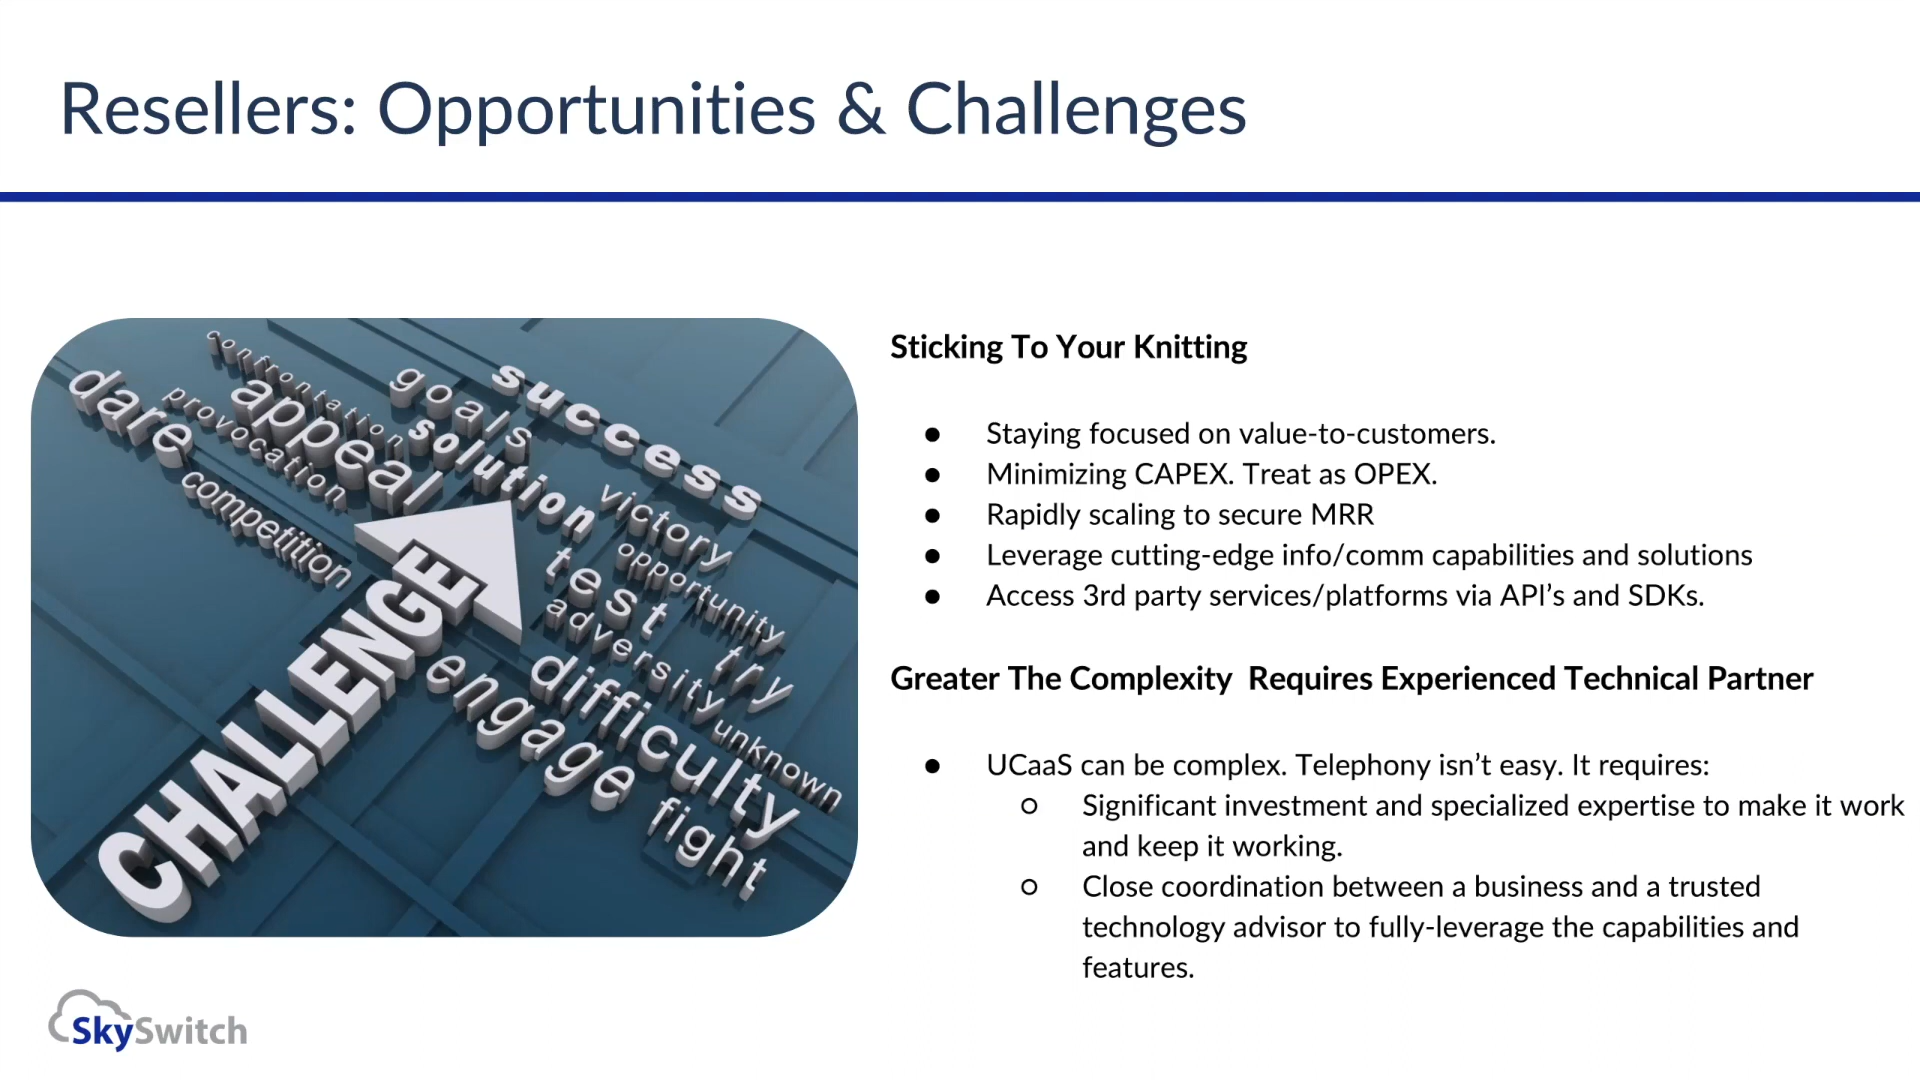 Resellers: Opportunities & Challenges
confrontation
dare
provocation
appeal
goals
success
solution
competition
victory
opportunity
test
adversity
try
CHALLENGE
engage
difficulty
unknown
fight
Sticking To Your Knitting
● Staying focused on value-to-customers.
● Minimizing CAPEX. Treat as OPEX.
● Rapidly scaling to secure MRR
● Leverage cutting-edge info/comm capabilities and solutions
● Access 3rd party services/platforms via API’s and SDKs.
Greater The Complexity  Requires Experienced Technical Partner
● UCaaS can be complex. Telephony isn’t easy. It requires:
○ Significant investment and specialized expertise to make it work
and keep it working.
○ Close coordination between a business and a trusted
technology advisor to fully-leverage the capabilities and
features.
SkySwitch